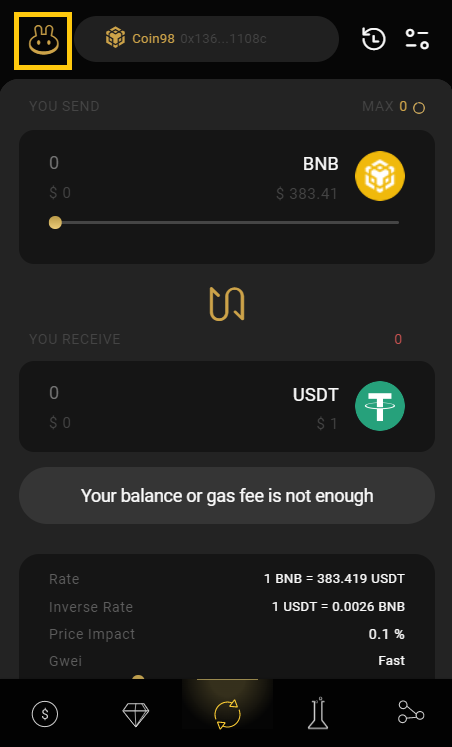 Coin98 0x136...1108c
YOU SEND MAX 0
0 BNB
$ 0 $ 383.41
YOU RECEIVE 0
0 USDT
$ 0 $ 1
Your balance or gas fee is not enough
Rate 1 BNB = 383.419 USDT
Inverse Rate 1 USDT = 0.0026 BNB
Price Impact 0.1 %
Gwei Fast